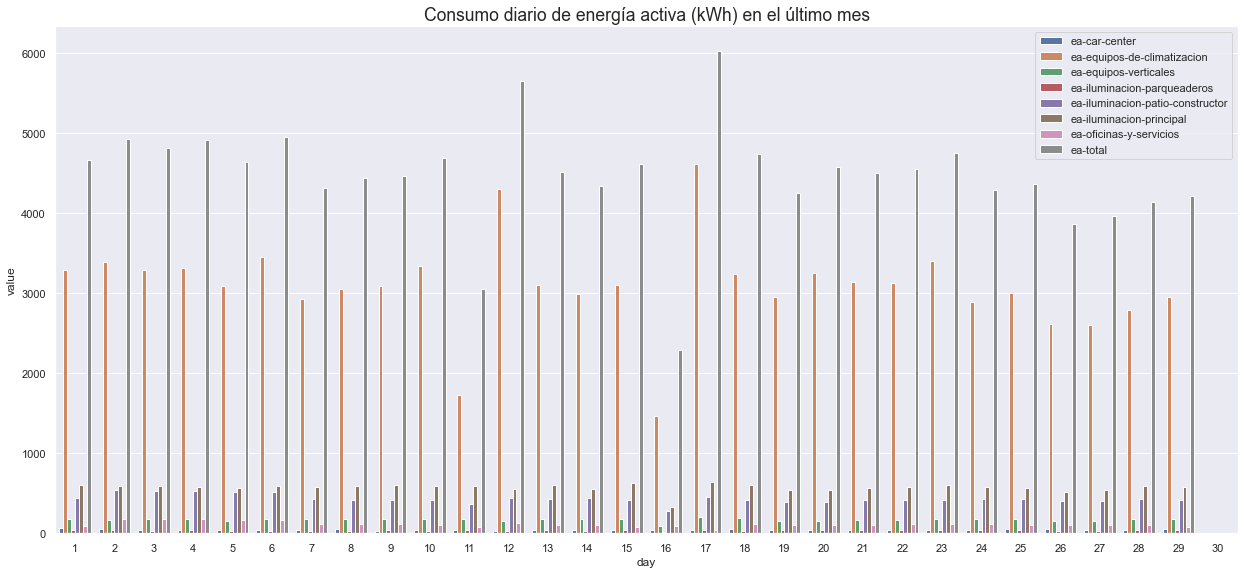 Consumo diario de energía activa (kWh) en el último mes
ea-car-center
ea-equipos-de-climatizacion
ea-equipos-verticales
ea-iluminacion-parqueaderos
ea-iluminacion-patio-constructor
ea-iluminacion-principal
ea-oficinas-y-servicios
ea-total
6000
5000
4000
3000
2000
1000
0
value
1 2 3 4 5 6 7 8 9 10 11 12 13 14 15 16 17 18 19 20 21 22 23 24 25 26 27 28 29 30
day